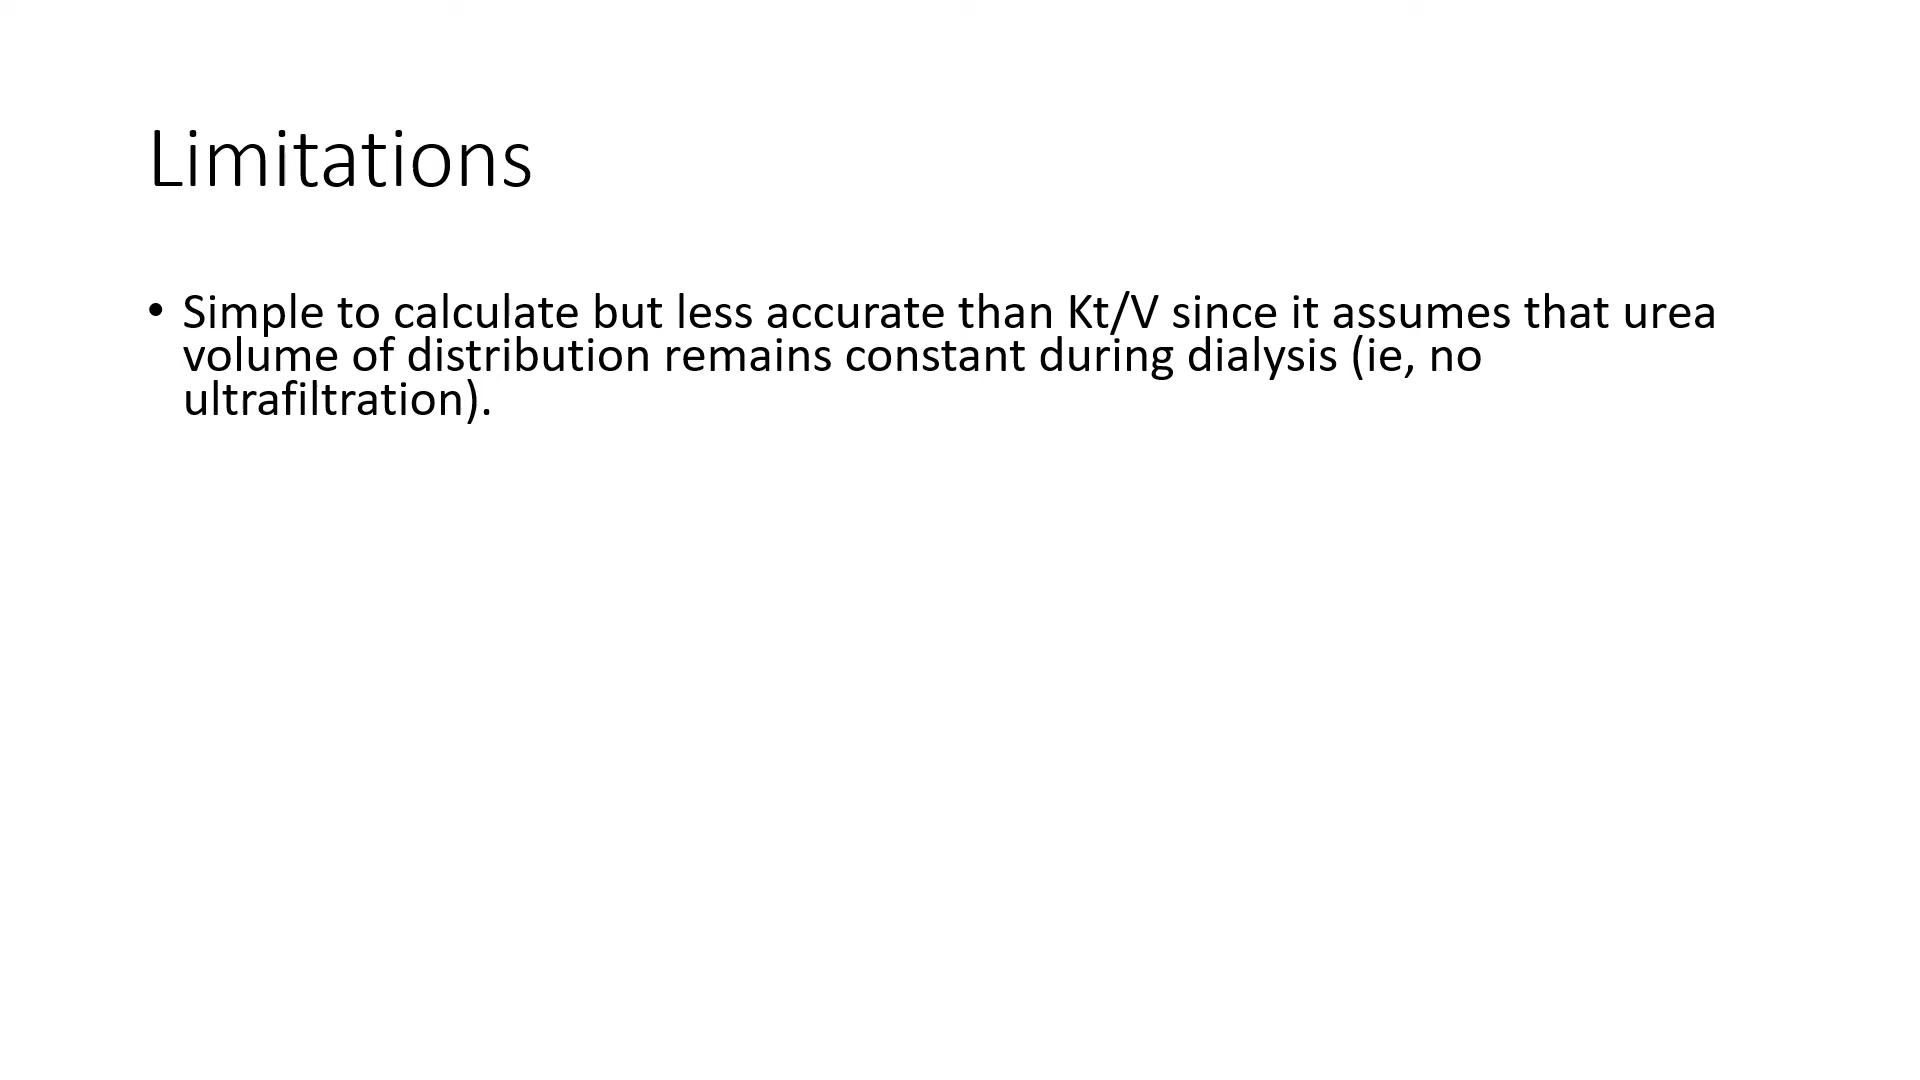 Limitations
• Simple to calculate but less accurate than Kt/V since it assumes that urea
volume of distribution remains constant during dialysis (ie, no
ultrafiltration).